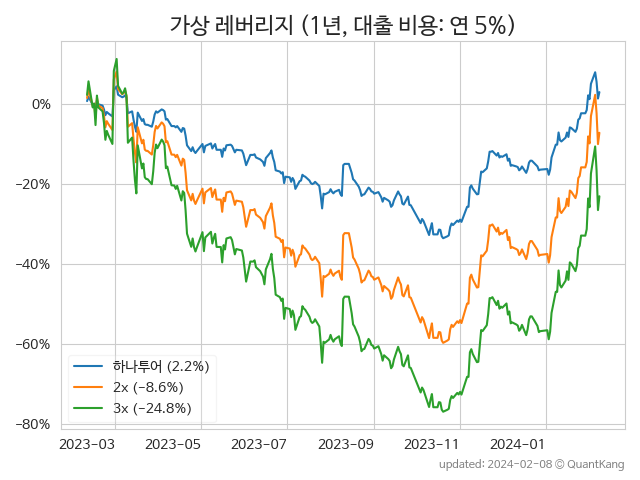 가상 레버리지 (1년, 대출 비용: 연 5%)
0%
−20%
−40%
−60%
−80%
하나투어 (2.2%)
2x (−8.6%)
3x (−24.8%)
2023-03 2023-05 2023-07 2023-09 2023-11 2024-01
updated: 2024-02-08 © QuantKang